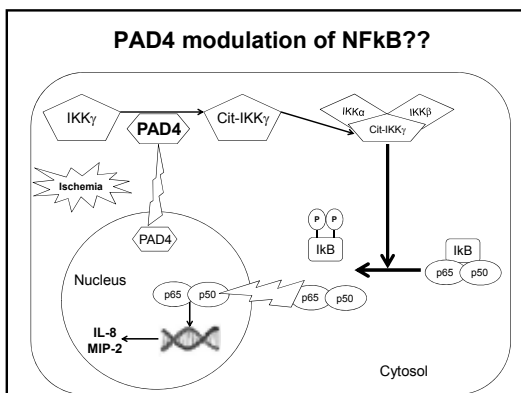 PAD4 modulation of NFkB??
IKKγ
PAD4
Cit-IKKγ
IKKα
IKKβ
Cit-IKKγ
Ischemia
PAD4
P P
IkB
IkB
p65 p50
Nucleus
p65 p50
p65 p50
IL-8
MIP-2
Cytosol